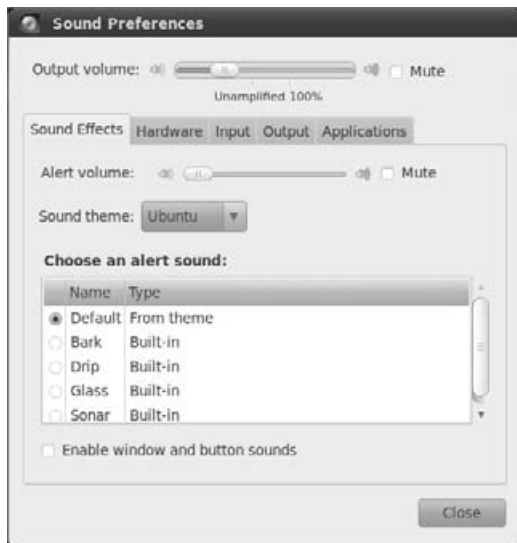 Sound Preferences
Output volume: Mute
Unamplified 100%
Sound Effects Hardware Input Output Applications
Alert volume: Mute
Sound theme: Ubuntu
Choose an alert sound:
Name Type
Default From theme
Bark Built-in
Drip Built-in
Glass Built-in
Sonar Built-in
Enable window and button sounds
Close